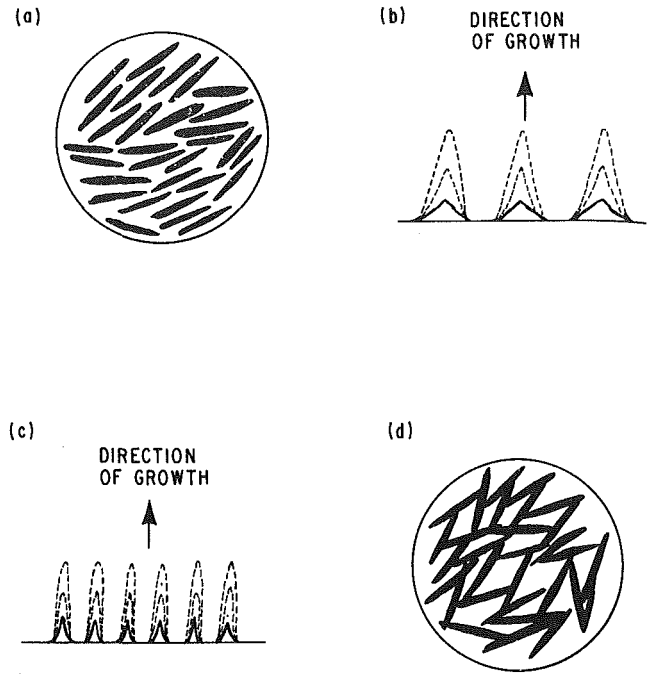 (a)
(b)
DIRECTION
OF GROWTH
(c)
DIRECTION
OF GROWTH
(d)